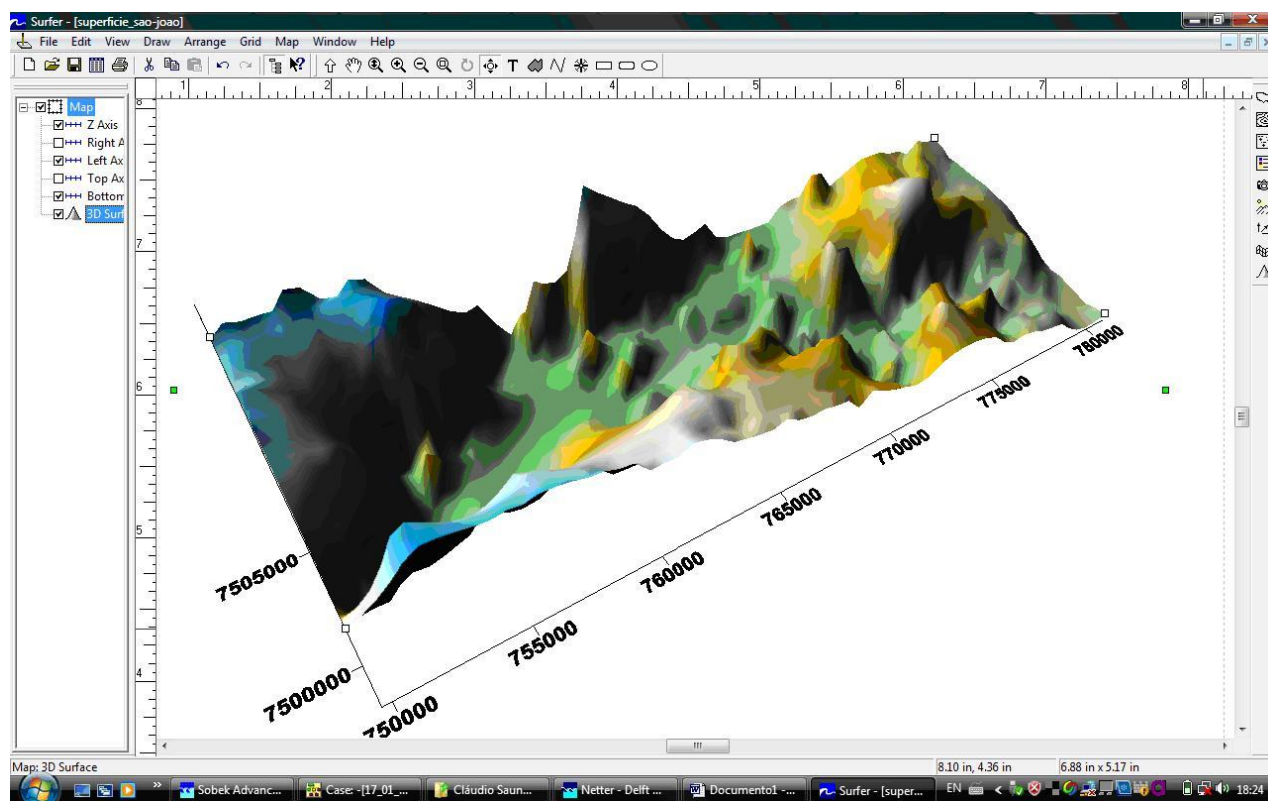 Surfer - [superficie_sao-joao]
File Edit View Draw Arrange Grid Map Window Help
1 2 3 4 5 6 7 8
Map
Z Axis
Right A
Left Ax
Top Ax
Bottom
3D Surf
8
7
6
5
4
7505000
7500000
750000
755000
760000
765000
770000
775000
780000
Map: 3D Surface
8.10 in, 4.36 in
6.88 in x 5.17 in
Sobek Advanc...
Case: -[17_01_...
Cláudio Saun...
Netter - Delft ...
Documento1 -...
Surfer - [super...
EN
18:24